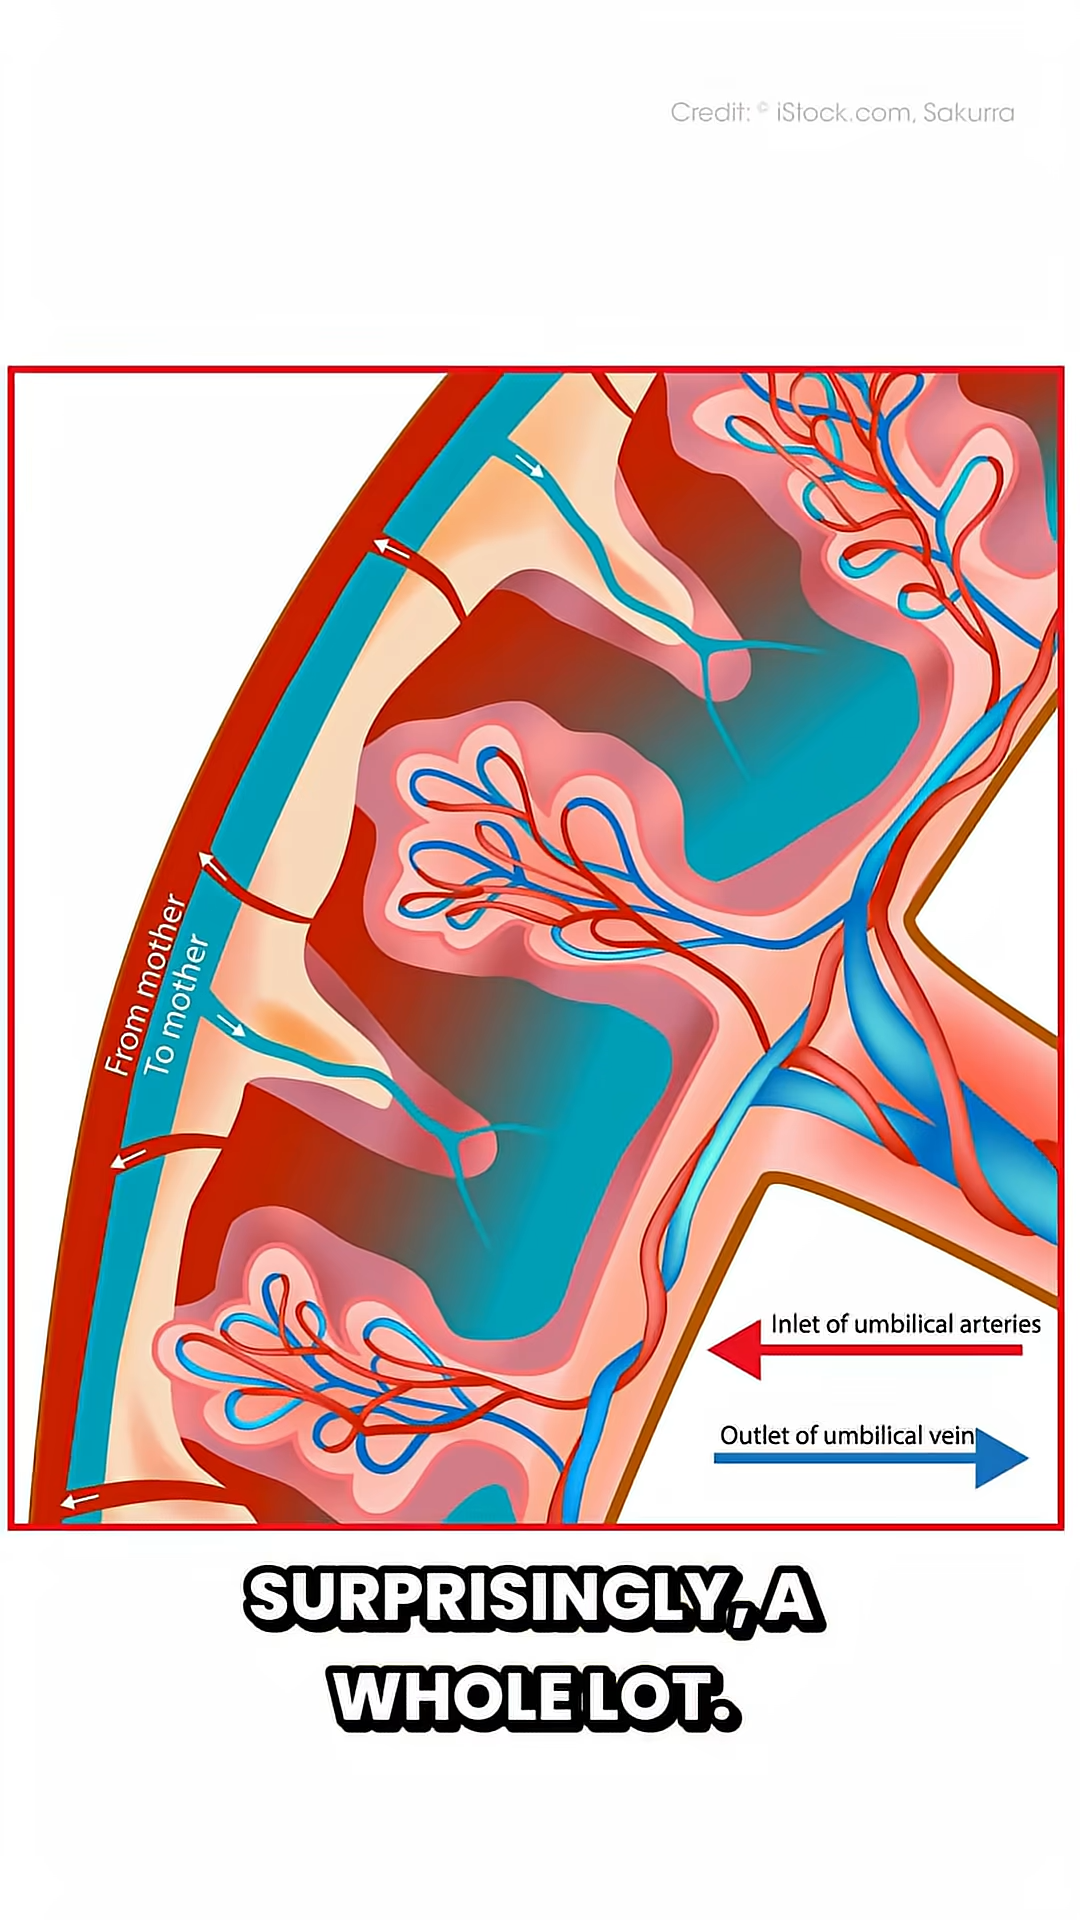 Credit: © iStock.com, Sakurra
From mother
To mother
Inlet of umbilical arteries
Outlet of umbilical vein
SURPRISINGLY, A
WHOLE LOT.